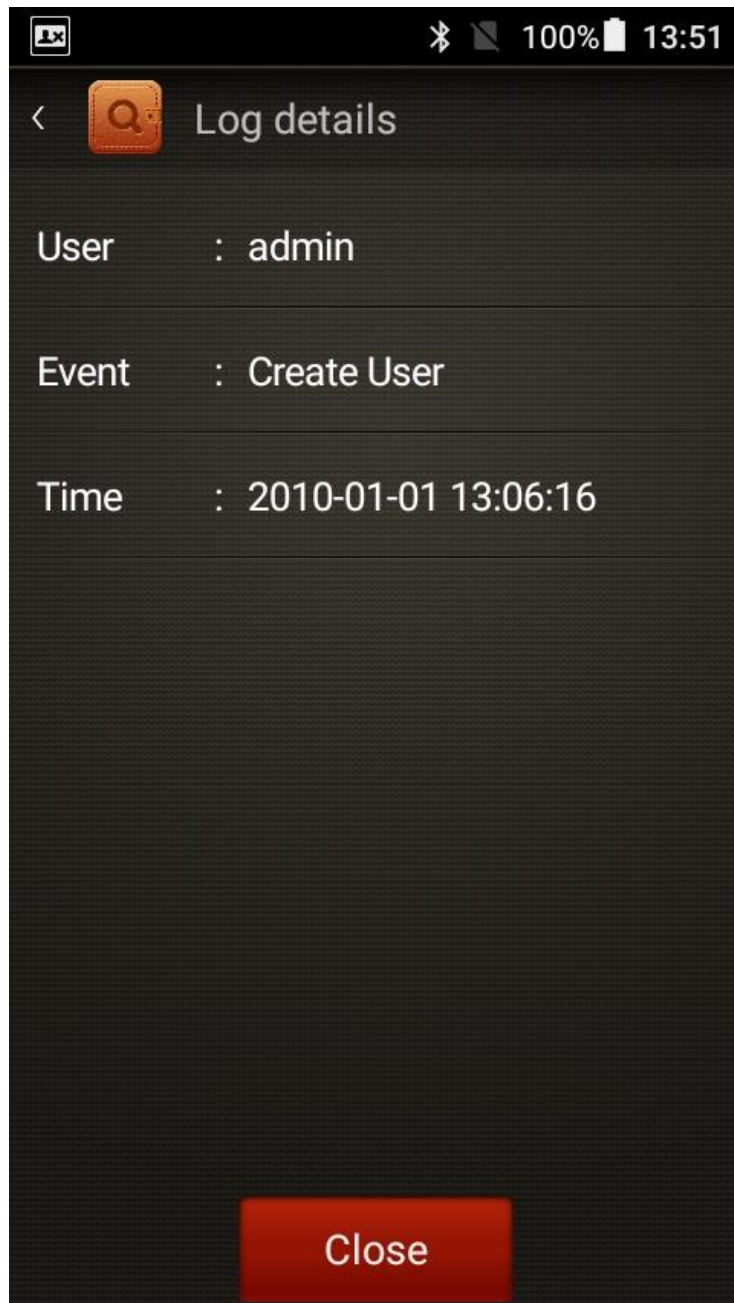 100% 13:51
Log details
User : admin
Event : Create User
Time : 2010-01-01 13:06:16
Close